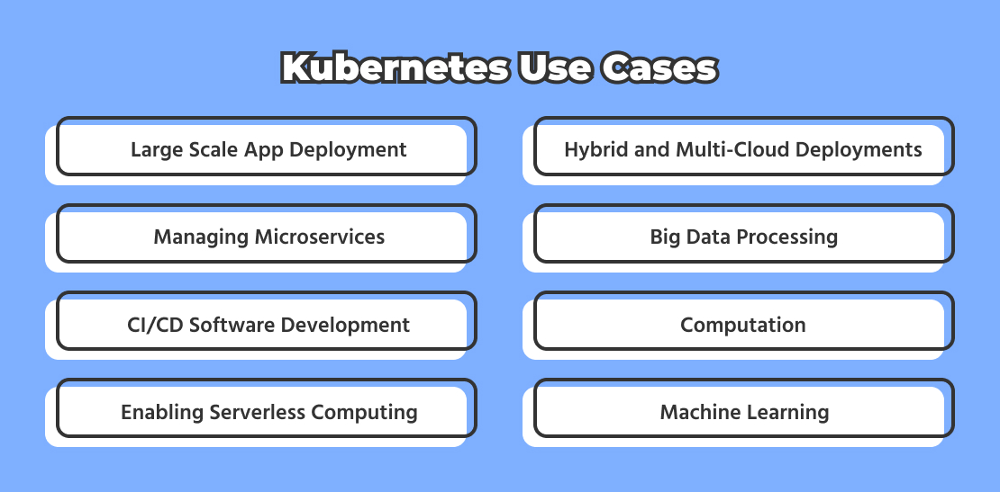 Kubernetes Use Cases
Large Scale App Deployment
Hybrid and Multi-Cloud Deployments
Managing Microservices
Big Data Processing
CI/CD Software Development
Computation
Enabling Serverless Computing
Machine Learning